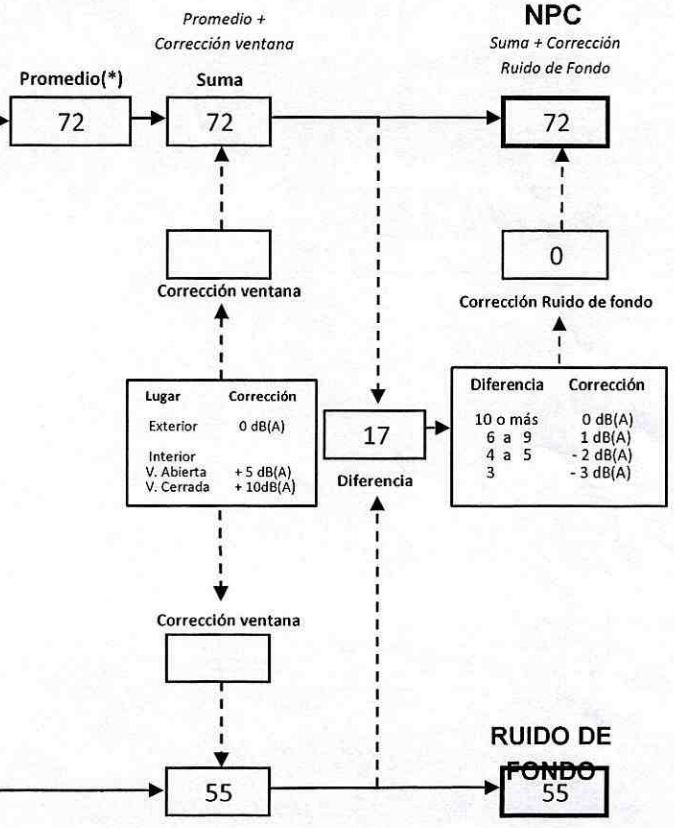 Promedio +
Corrección ventana
NPC
Suma + Corrección
Ruido de Fondo
Promedio(*)
Suma
72
72
72
0
Corrección ventana
Corrección Ruido de fondo
Lugar Corrección
Exterior 0 dB(A)
Interior
V. Abierta + 5 dB(A)
V. Cerrada + 10dB(A)
17
Diferencia
Diferencia Corrección
10 o más 0 dB(A)
6 a 9 1 dB(A)
4 a 5 - 2 dB(A)
3 - 3 dB(A)
Corrección ventana
RUIDO DE
FONDO
55
55